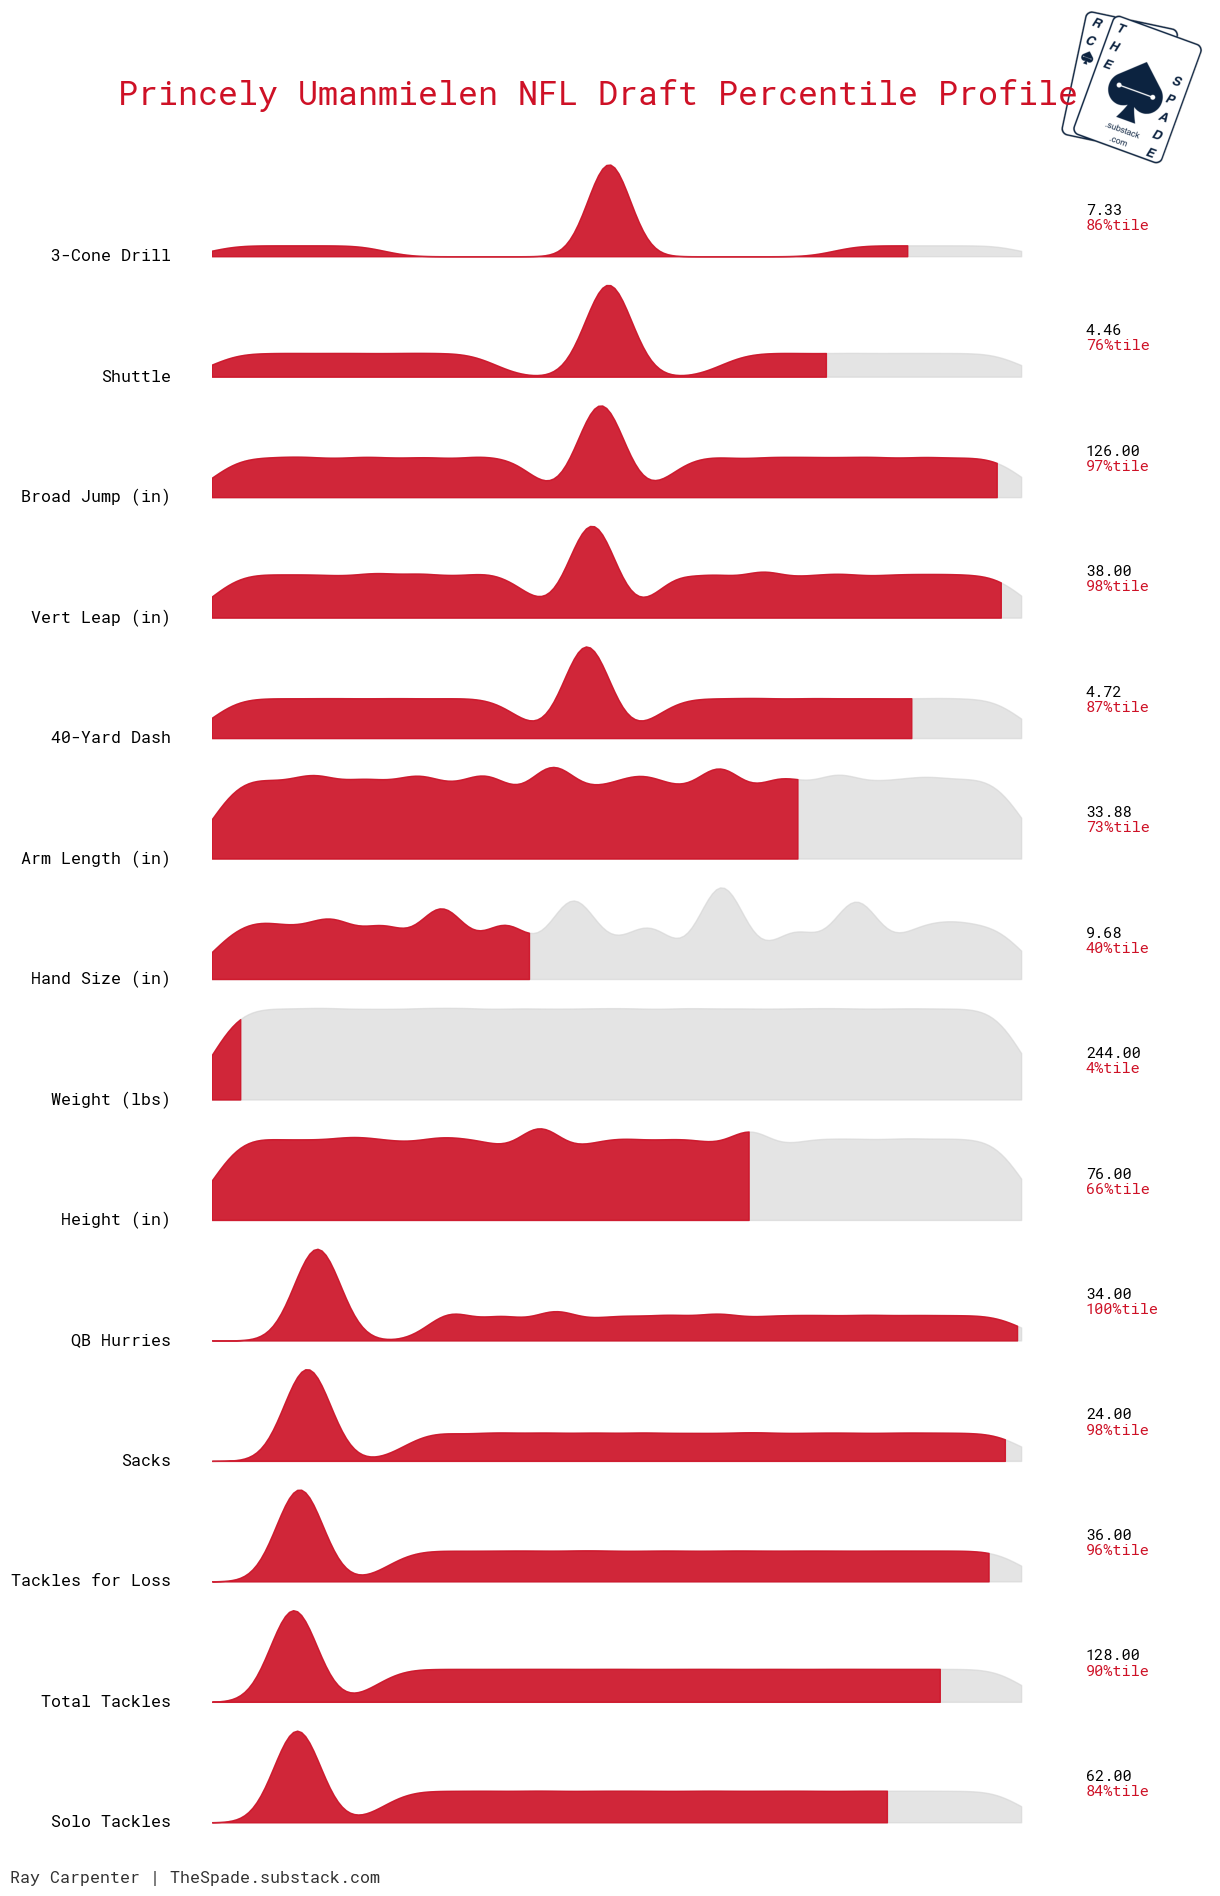 R
C
T
H
E
S
P
A
D
E
.substack
.com
Princely Umanmielen NFL Draft Percentile Profile
3-Cone Drill
7.33
86%tile
Shuttle
4.46
76%tile
Broad Jump (in)
126.00
97%tile
Vert Leap (in)
38.00
98%tile
40-Yard Dash
4.72
87%tile
Arm Length (in)
33.88
73%tile
Hand Size (in)
9.68
40%tile
Weight (lbs)
244.00
4%tile
Height (in)
76.00
66%tile
QB Hurries
34.00
100%tile
Sacks
24.00
98%tile
Tackles for Loss
36.00
96%tile
Total Tackles
128.00
90%tile
Solo Tackles
62.00
84%tile
Ray Carpenter | TheSpade.substack.com